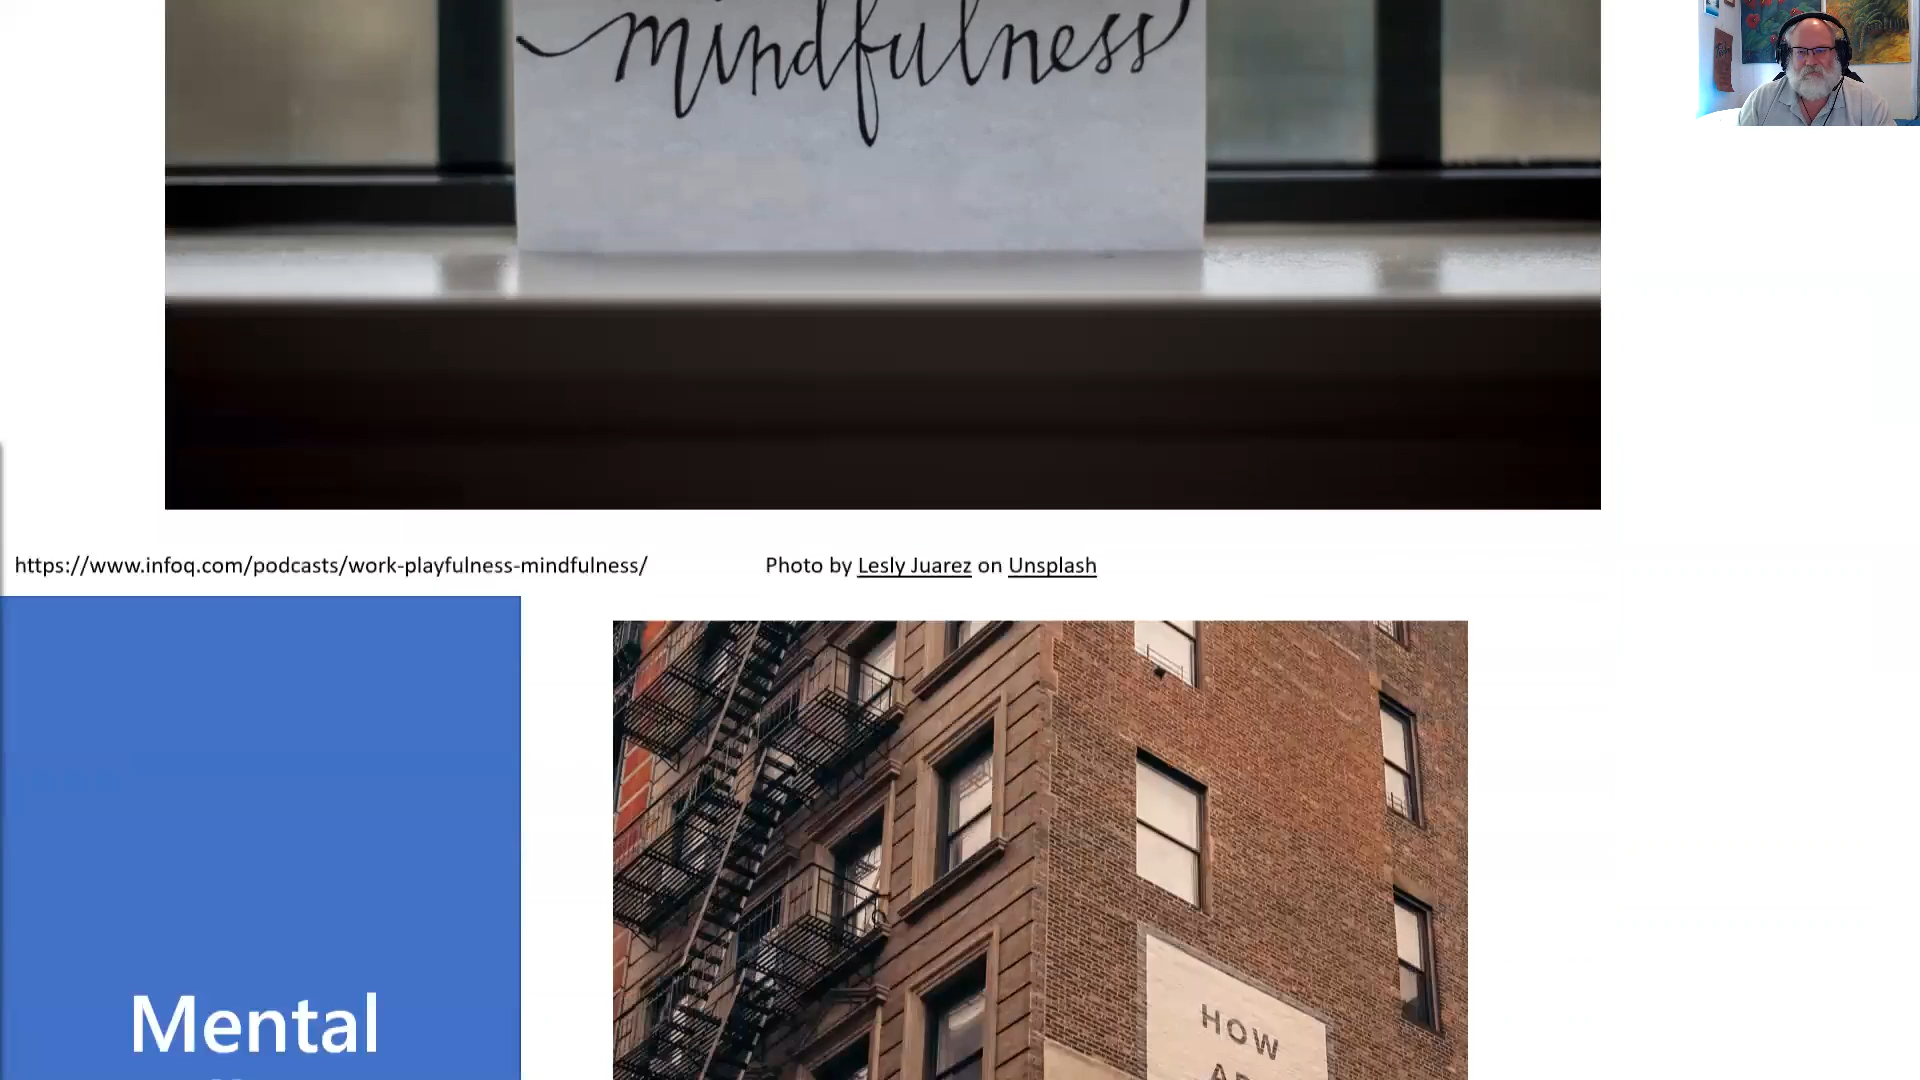 mindfulness
https://www.infoq.com/podcasts/work-playfulness-mindfulness/
Photo by Lesly Juarez on Unsplash
Mental
HOW